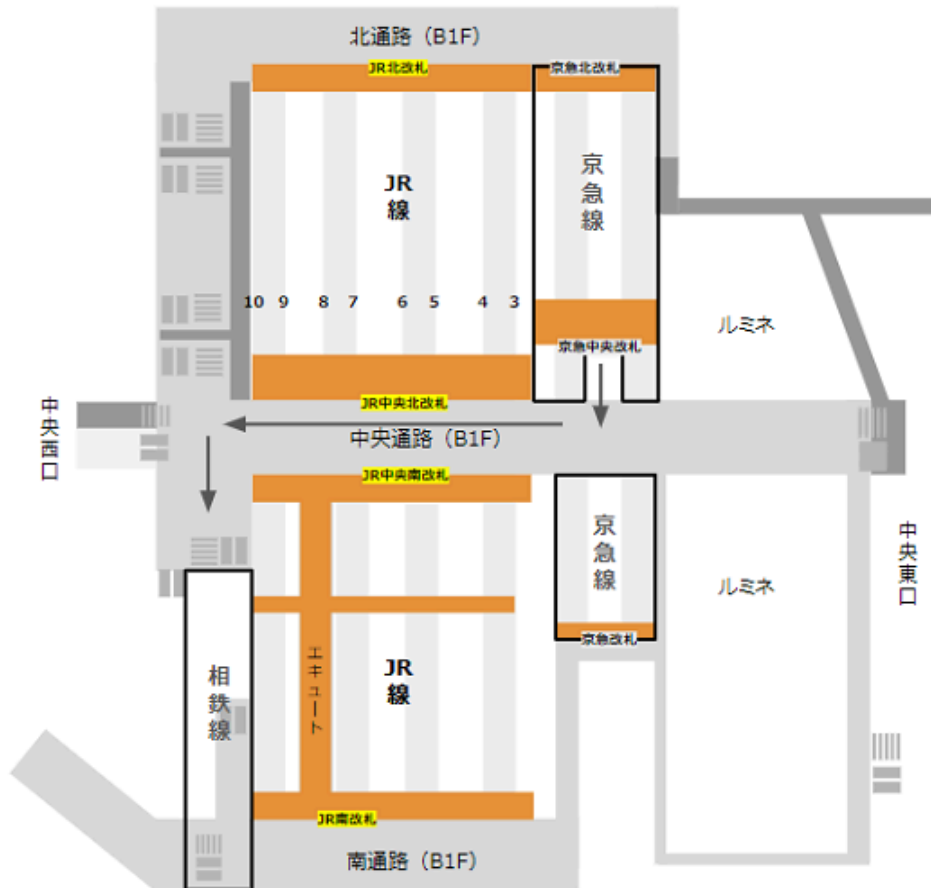 北通路（B1F）
JR北改札
京急北改札
JR
線
京急線
10 9 8 7 6 5 4 3
ルミネ
京急中央改札
中央西口
JR中央北改札
中央通路（B1F）
JR中央南改札
京急線
中央東口
ルミネ
京急改札
エキュート
JR
線
相鉄線
JR南改札
南通路（B1F）